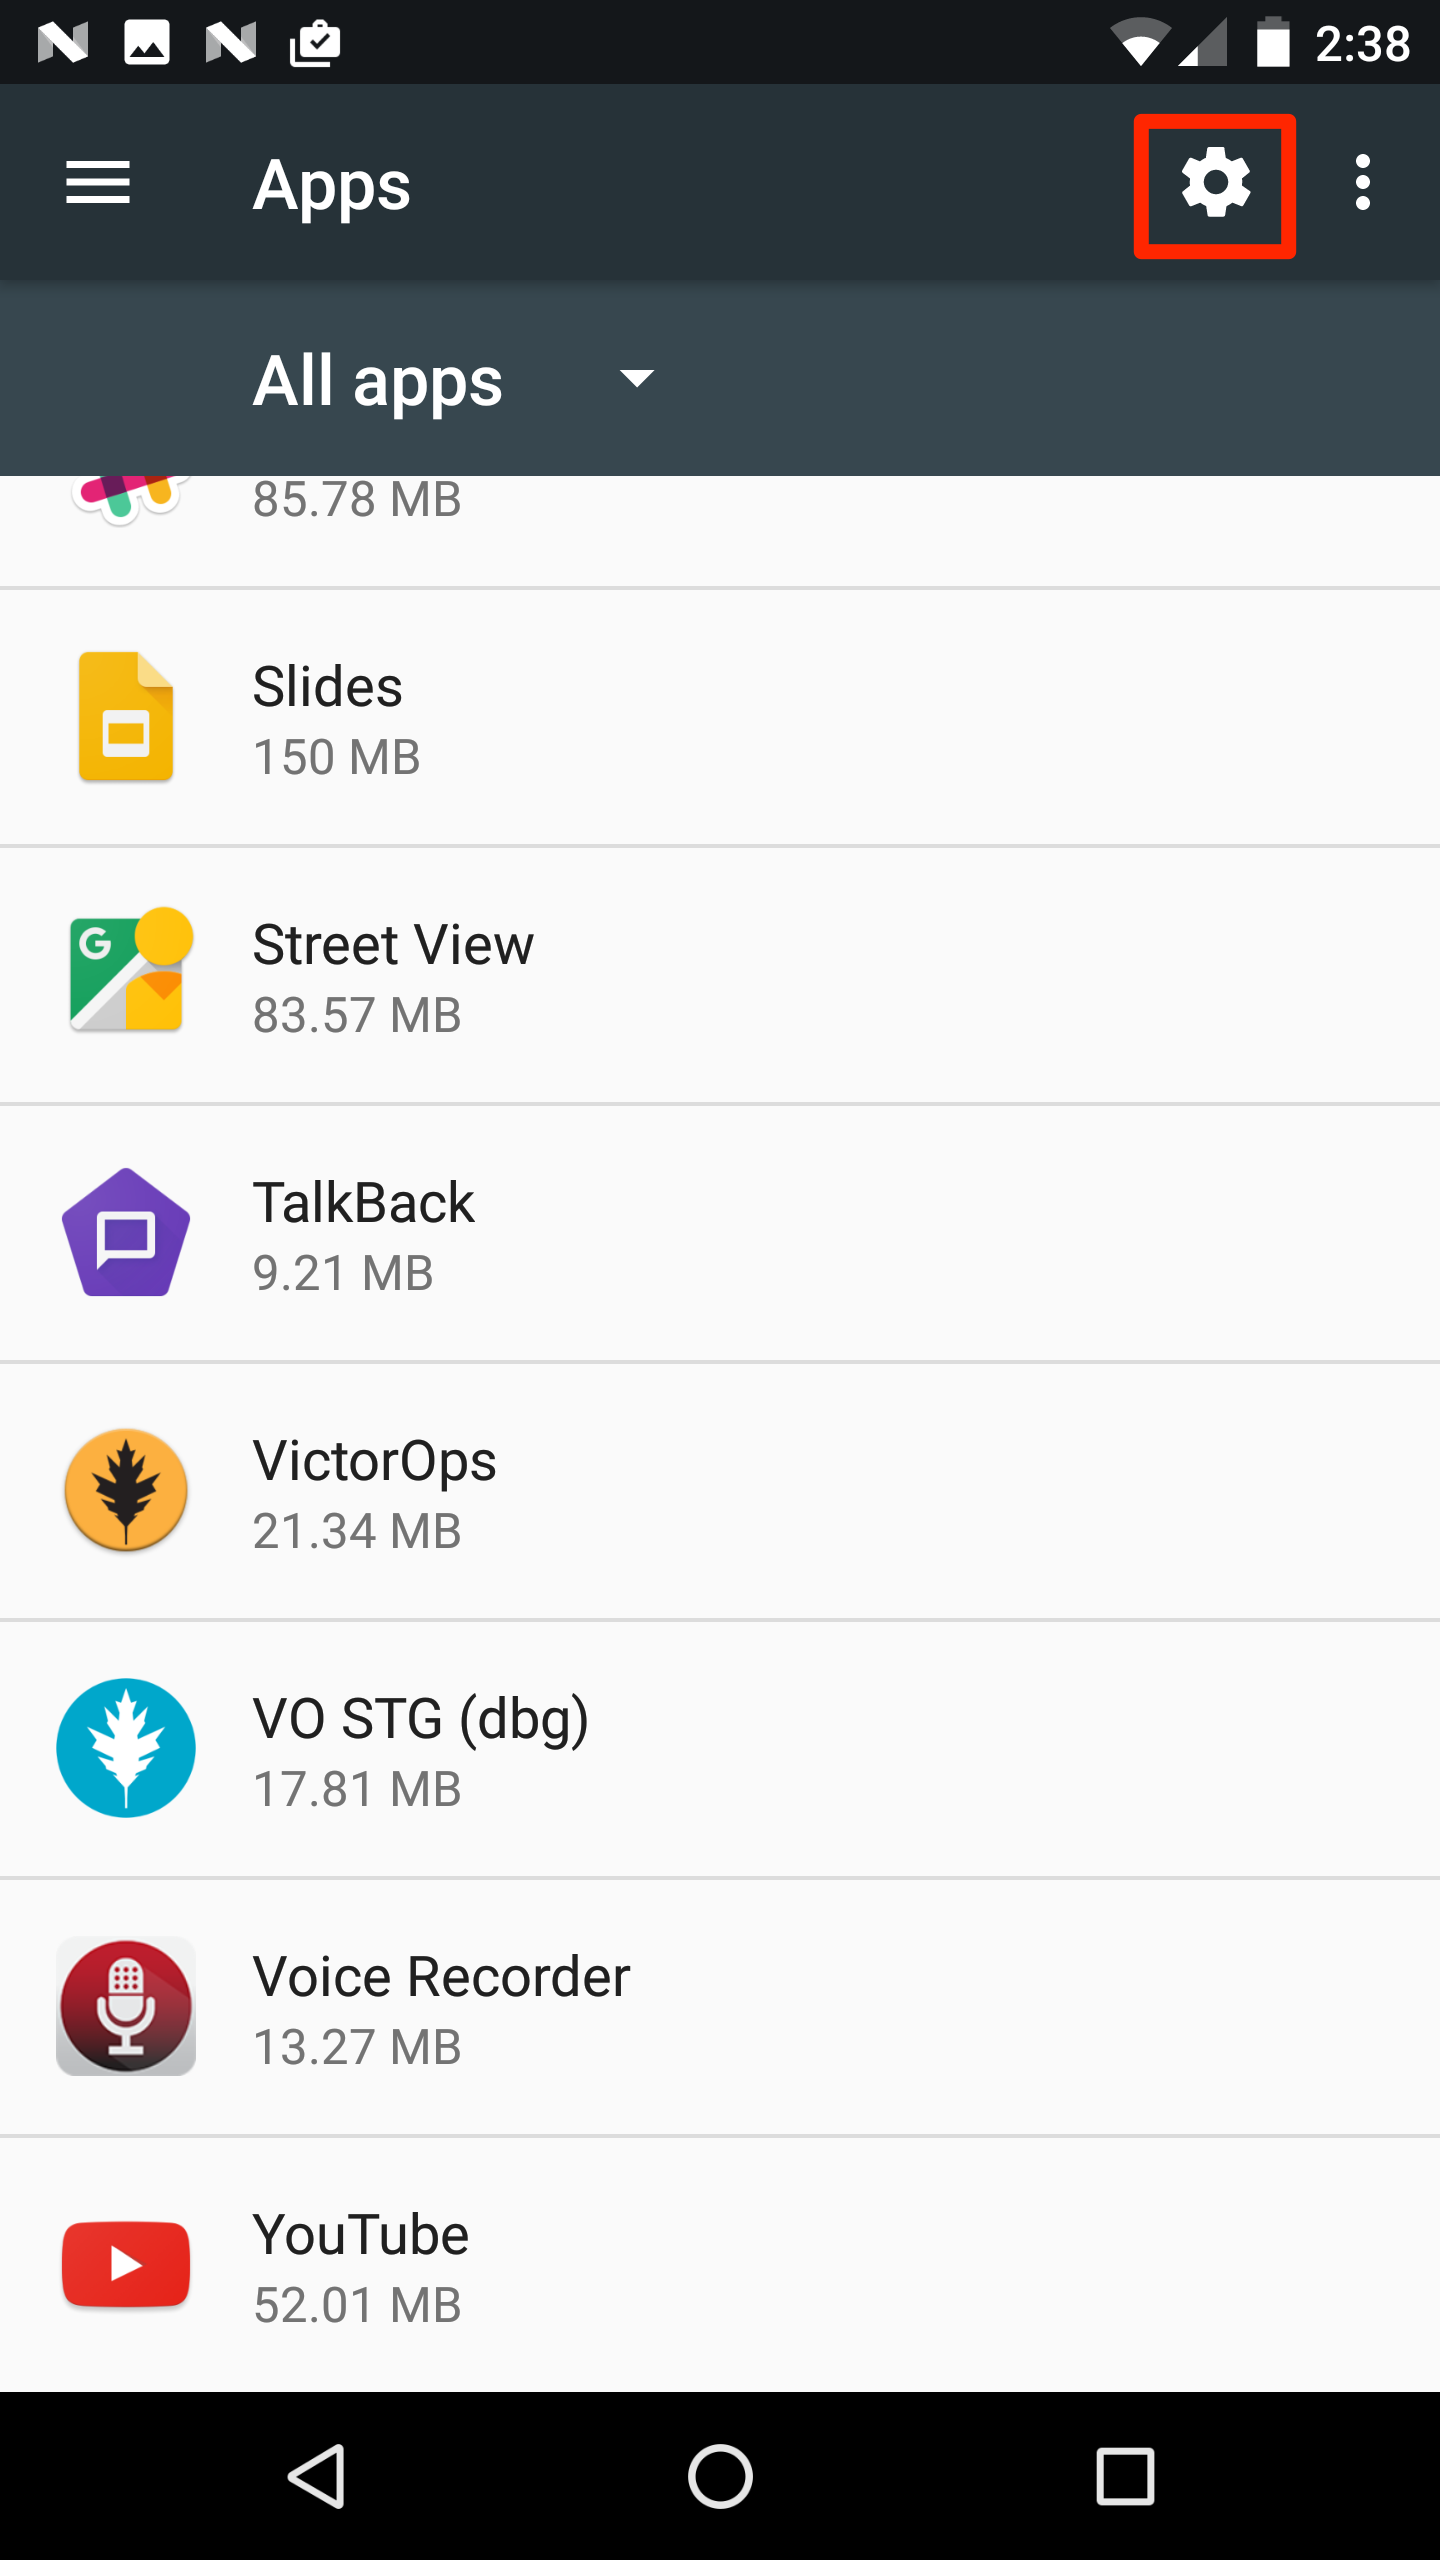 2:38
Apps
All apps
85.78 MB
Slides
150 MB
G
Street View
83.57 MB
TalkBack
9.21 MB
VictorOps
21.34 MB
VO STG (dbg)
17.81 MB
Voice Recorder
13.27 MB
YouTube
52.01 MB